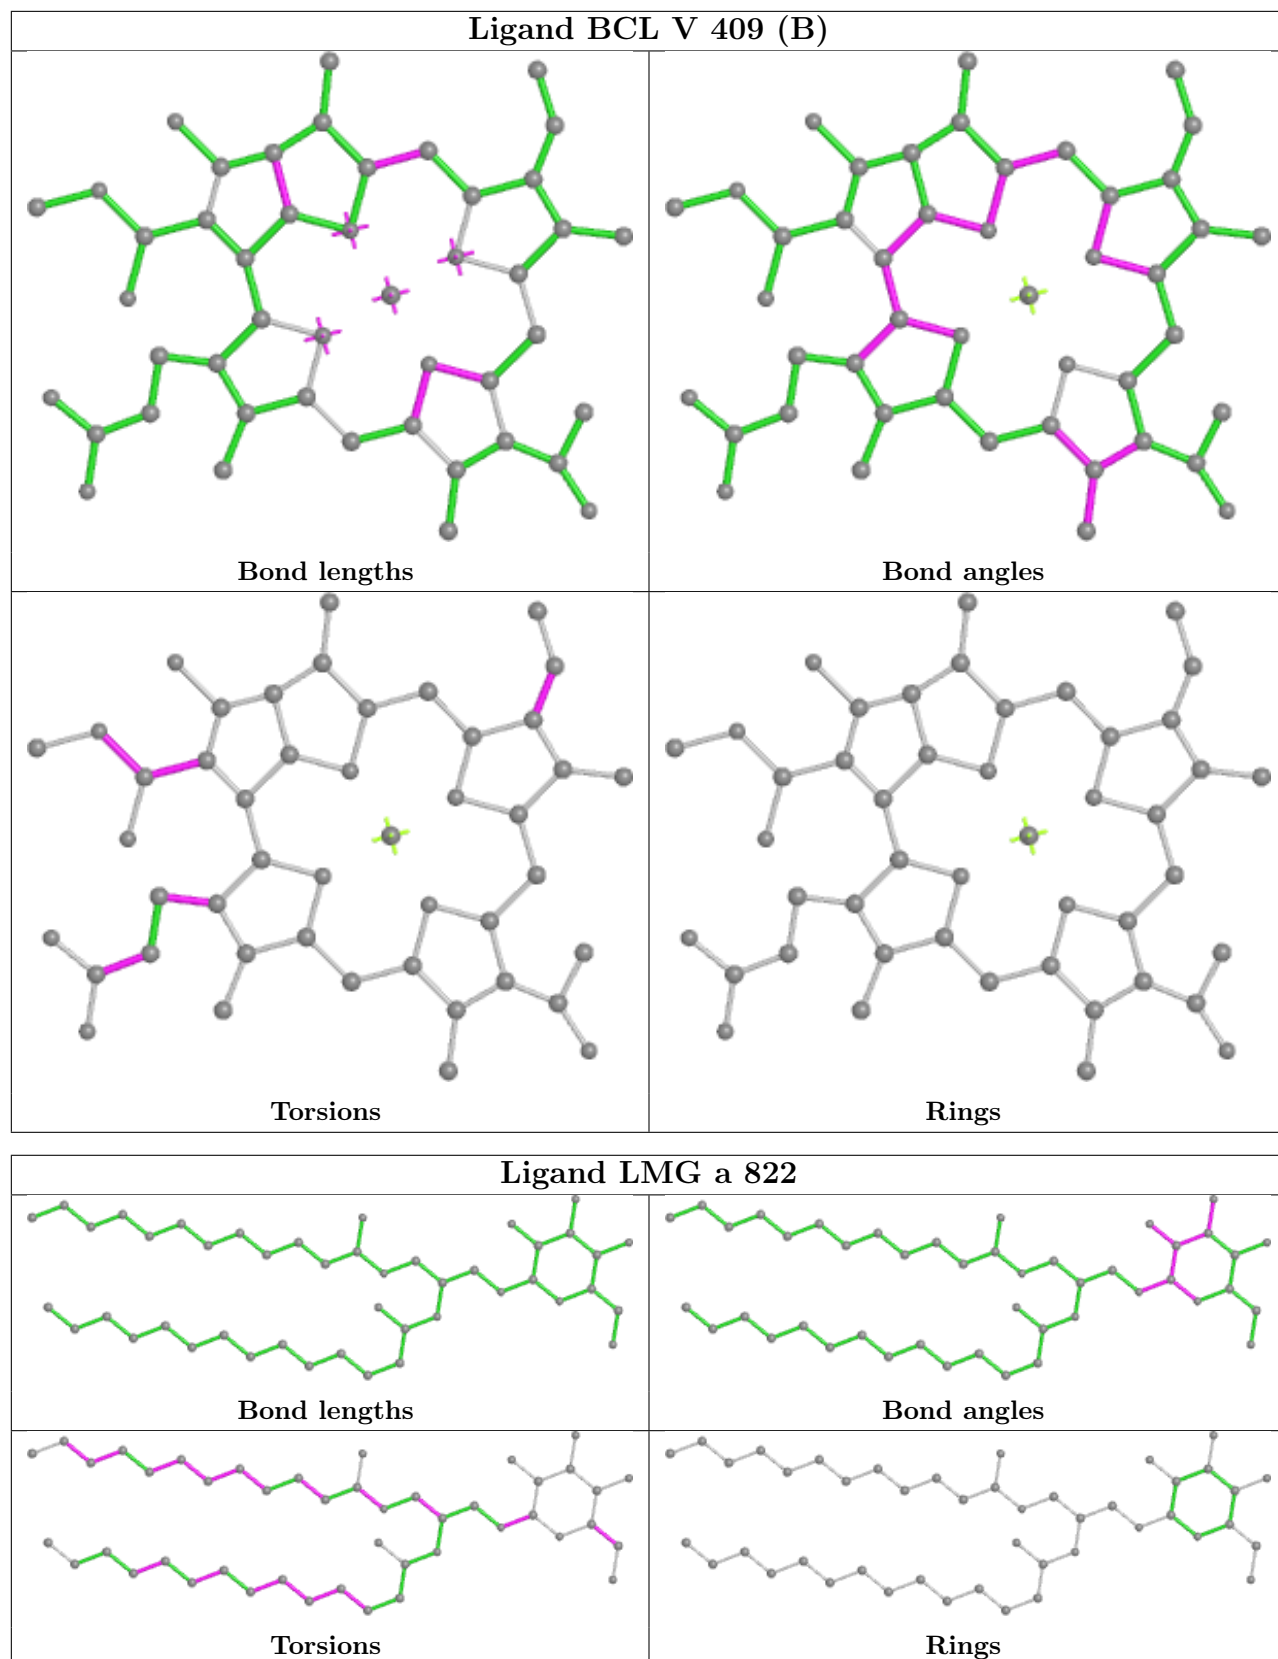 Ligand BCL V 409 (B)
Bond lengths
Bond angles
Torsions
Rings
Ligand LMG a 822
Bond lengths
Bond angles
Torsions
Rings